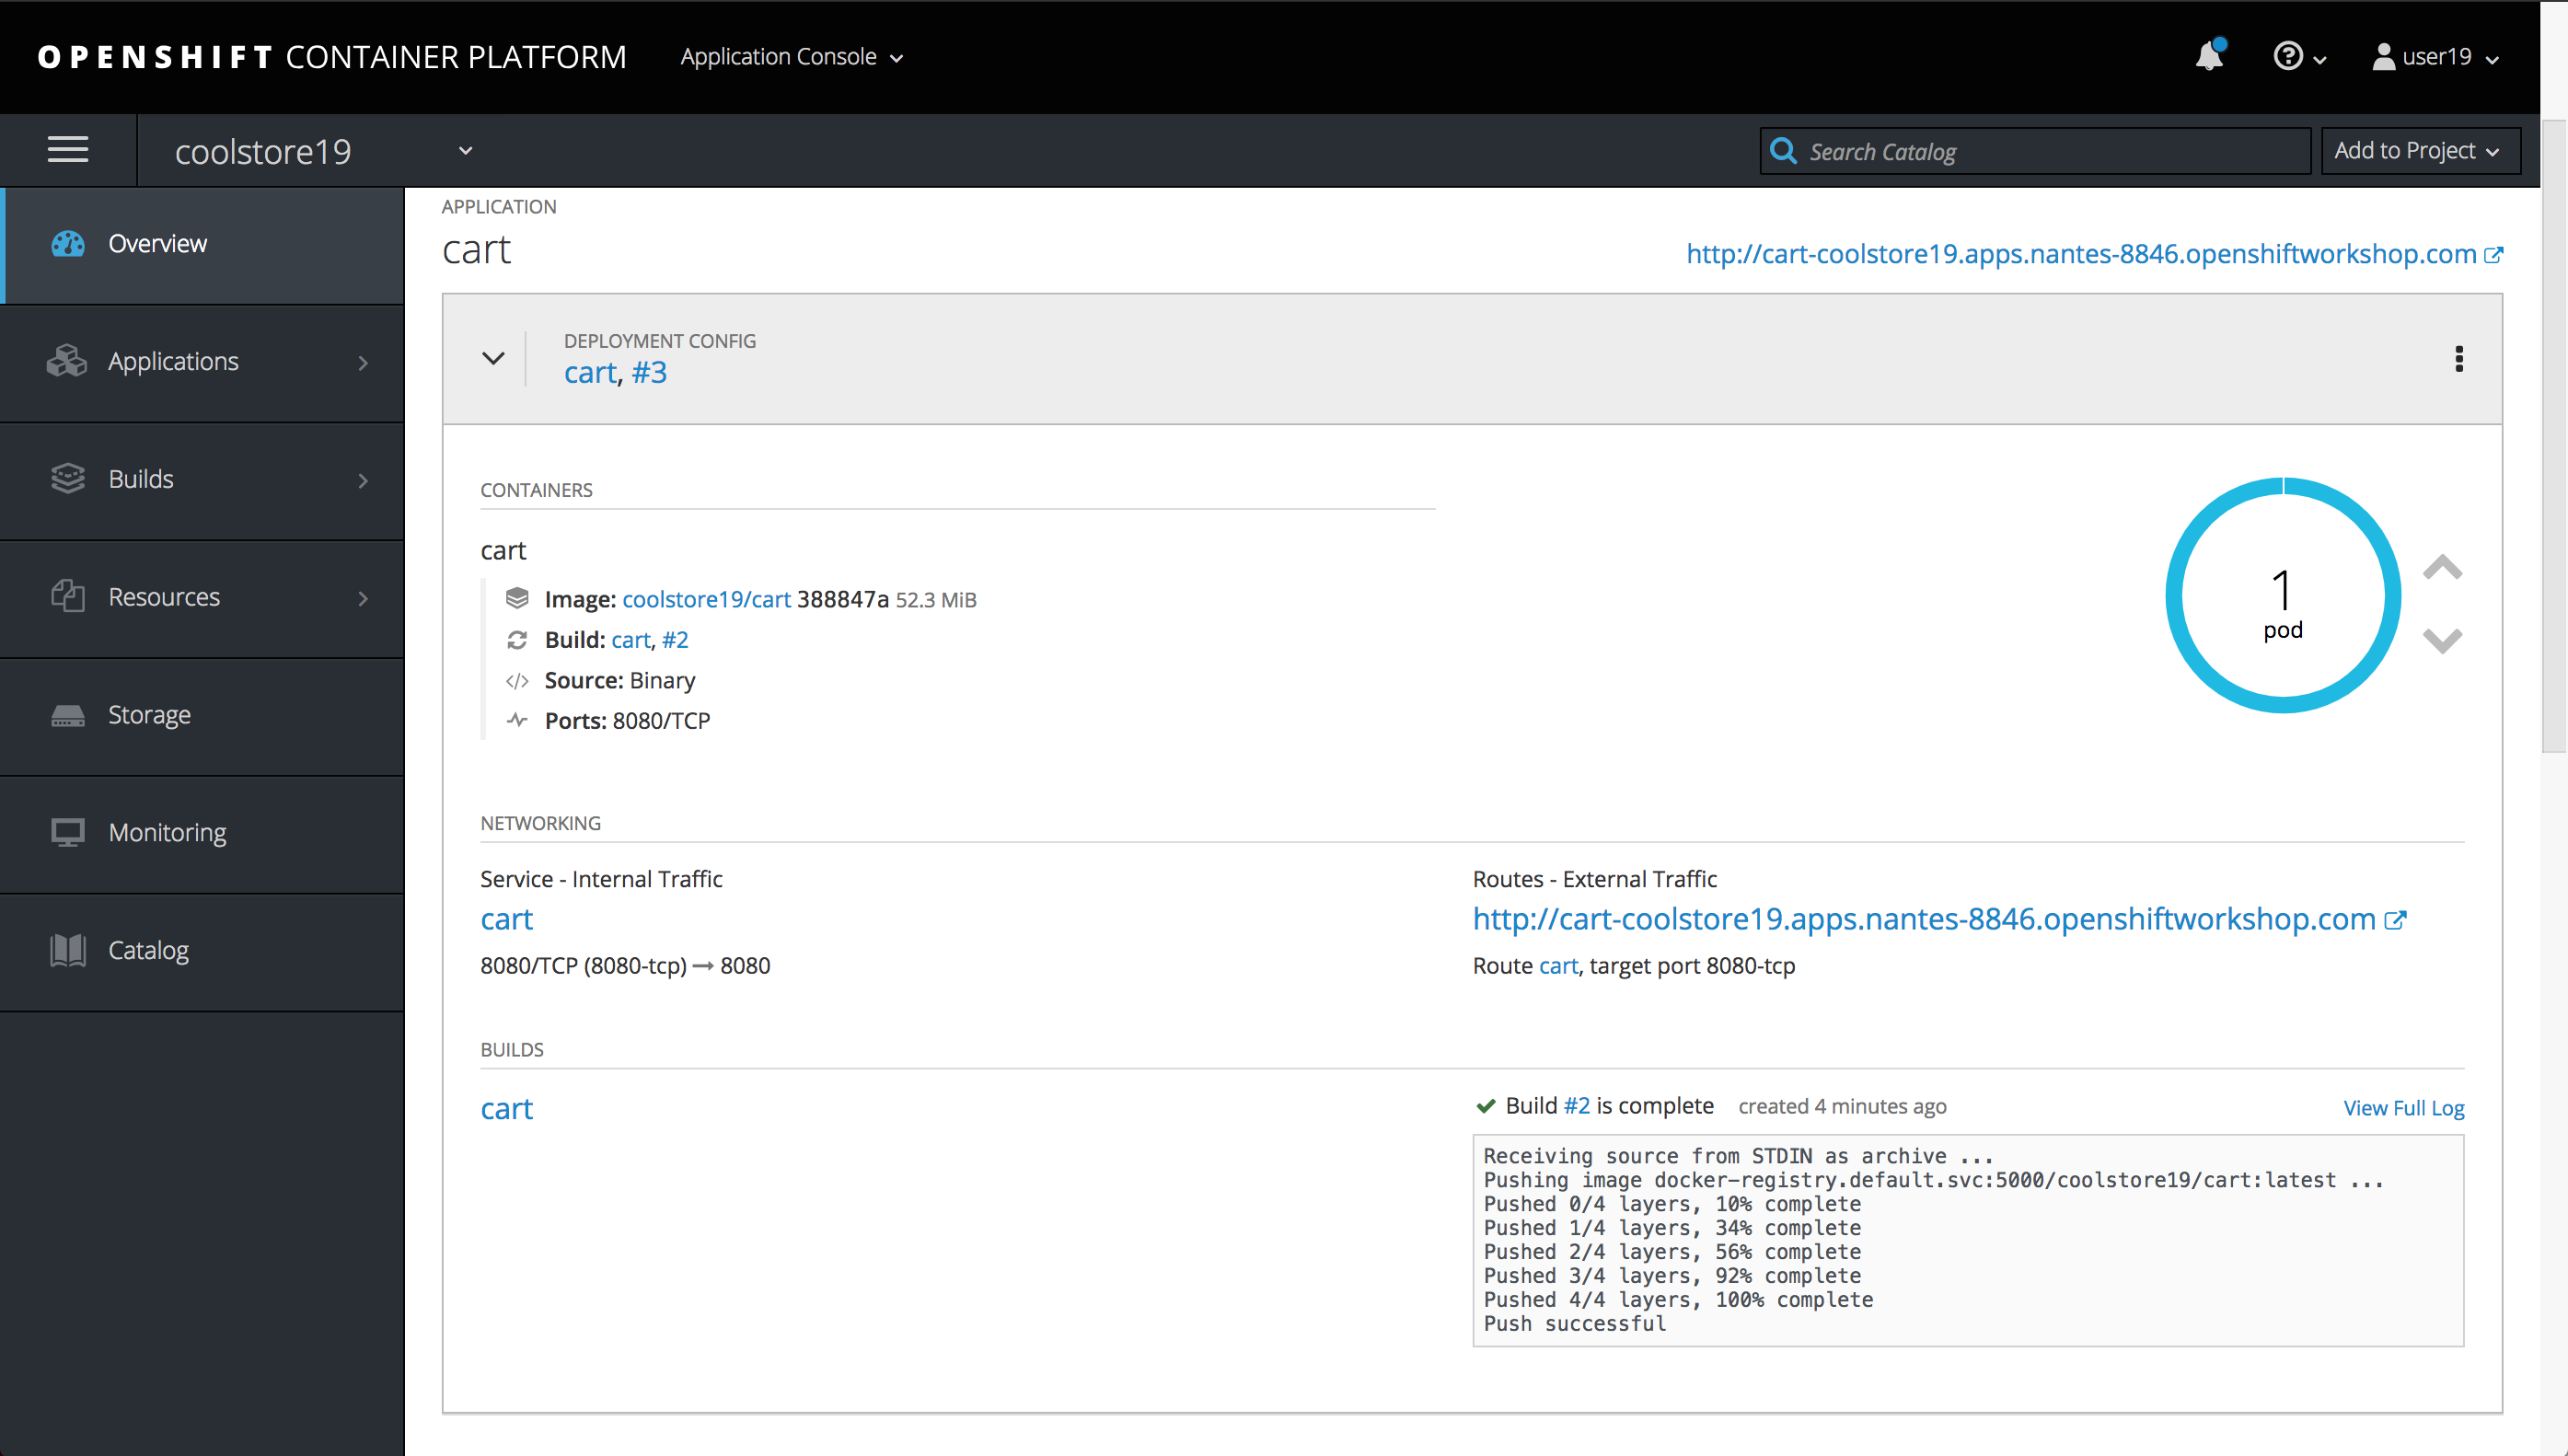 OPENSHIFT CONTAINER PLATFORM
Application Console
user19
coolstore19
Search Catalog
Add to Project
Overview
Applications
Builds
Resources
Storage
Monitoring
Catalog
APPLICATION
cart
http://cart-coolstore19.apps.nantes-8846.openshiftworkshop.com
DEPLOYMENT CONFIG
cart, #3
CONTAINERS
cart
Image: coolstore19/cart 388847a 52.3 MiB
Build: cart, #2
Source: Binary
Ports: 8080/TCP
1
pod
NETWORKING
Service - Internal Traffic
cart
8080/TCP (8080-tcp) → 8080
Routes - External Traffic
http://cart-coolstore19.apps.nantes-8846.openshiftworkshop.com
Route cart, target port 8080-tcp
BUILDS
cart
Build #2 is complete created 4 minutes ago
View Full Log
Receiving source from STDIN as archive ...
Pushing image docker-registry.default.svc:5000/coolstore19/cart:latest ...
Pushed 0/4 layers, 10% complete
Pushed 1/4 layers, 34% complete
Pushed 2/4 layers, 56% complete
Pushed 3/4 layers, 92% complete
Pushed 4/4 layers, 100% complete
Push successful